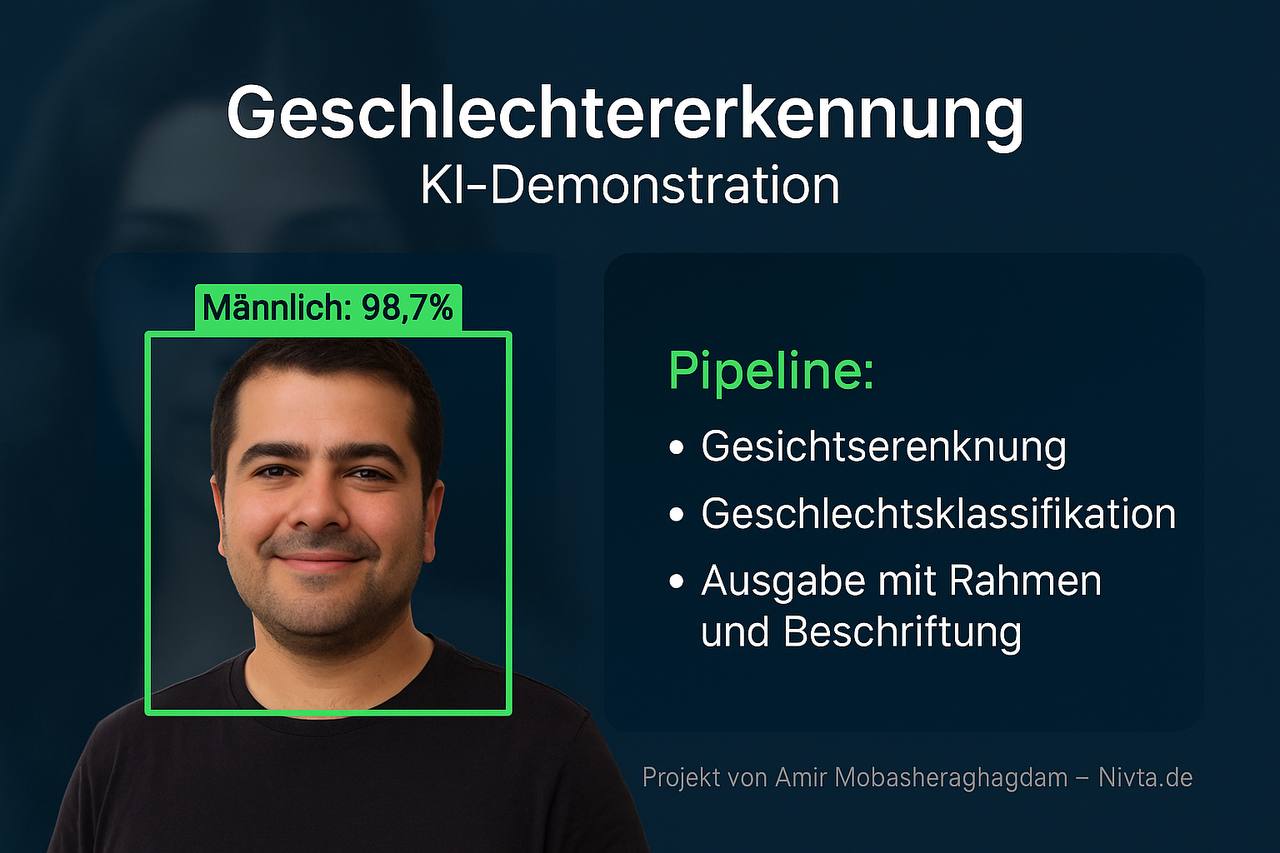 Geschlechtererkennung
KI-Demonstration
Männlich: 98,7%
Pipeline:
• Gesichtserenknung
• Geschlechtsklassifikation
• Ausgabe mit Rahmen
und Beschriftung
Projekt von Amir Mobasheraghagdam – Nivta.de